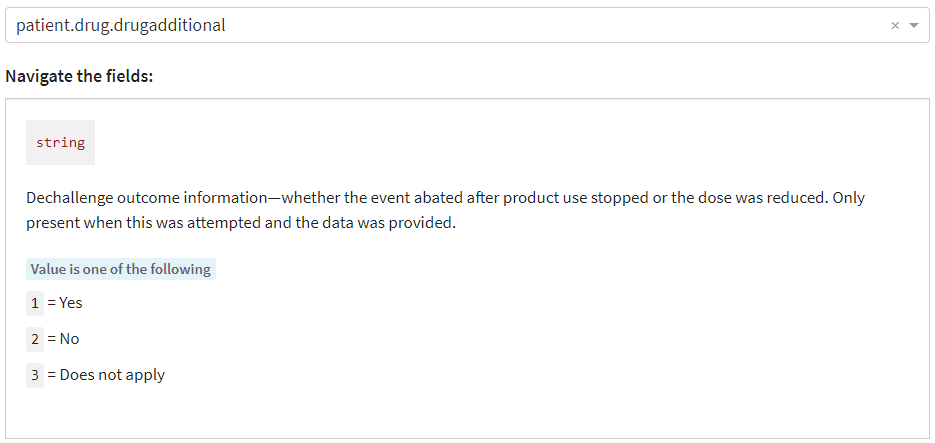 patient.drug.drugadditional
Navigate the fields:
string
Dechallenge outcome information—whether the event abated after product use stopped or the dose was reduced. Only
present when this was attempted and the data was provided.
Value is one of the following
1 = Yes
2 = No
3 = Does not apply